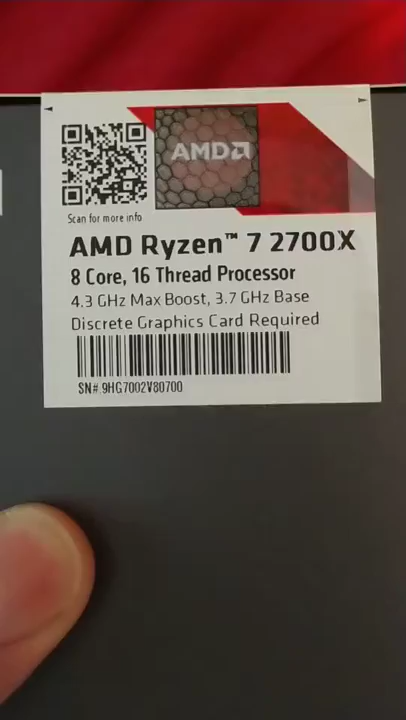 AMD
Scan for more info
AMD Ryzen™ 7 2700X
8 Core, 16 Thread Processor
4.3 GHz Max Boost, 3.7 GHz Base
Discrete Graphics Card Required
SN#.9HG7002V80700